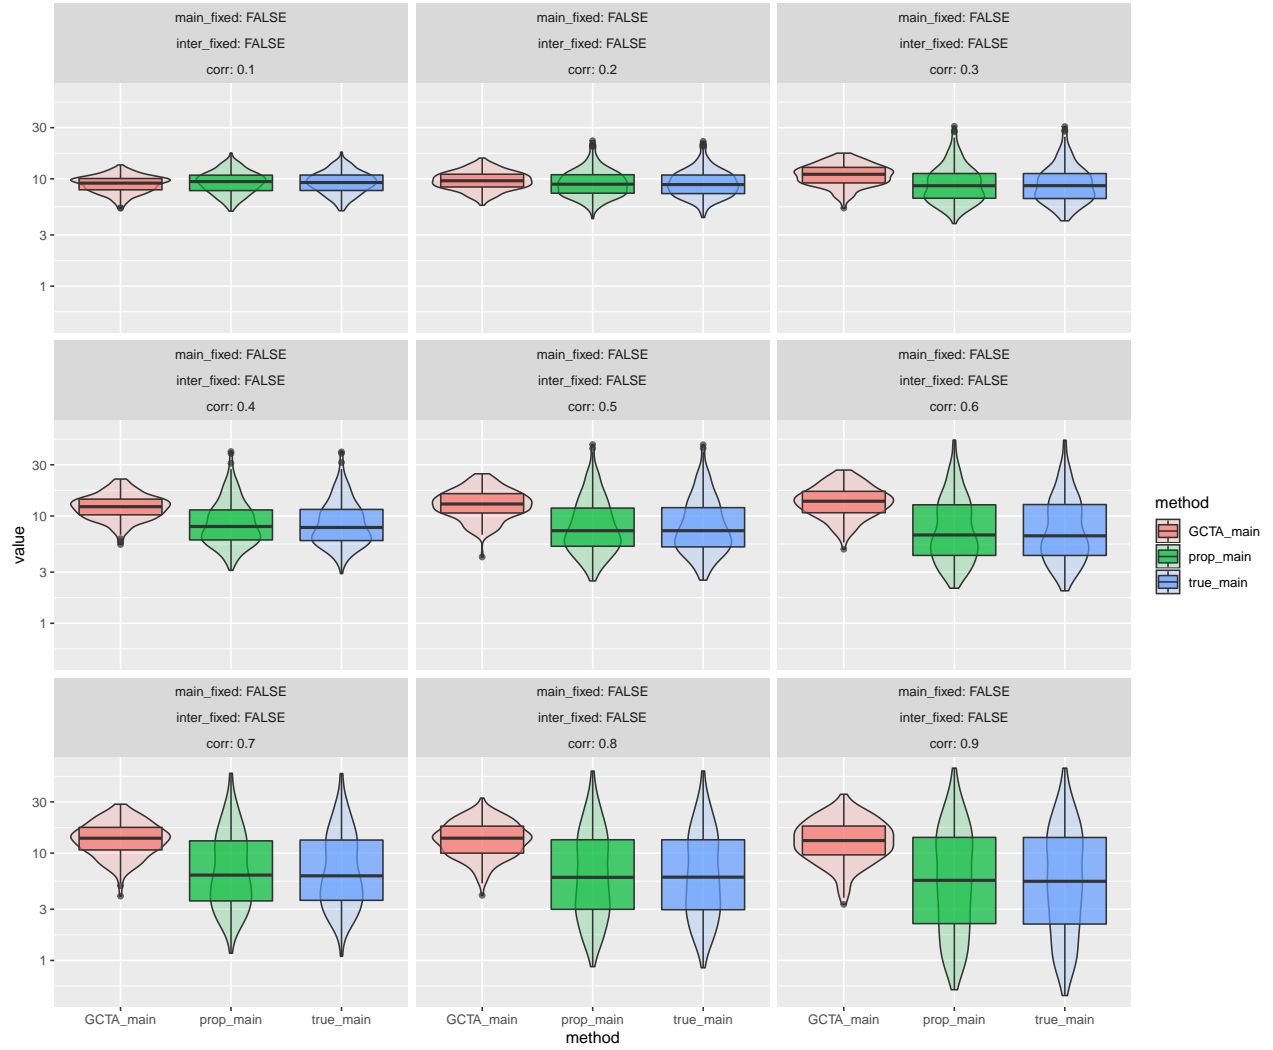 main_fixed: FALSE
inter_fixed: FALSE
corr: 0.1
main_fixed: FALSE
inter_fixed: FALSE
corr: 0.2
main_fixed: FALSE
inter_fixed: FALSE
corr: 0.3
30
10
3
1
main_fixed: FALSE
inter_fixed: FALSE
corr: 0.4
main_fixed: FALSE
inter_fixed: FALSE
corr: 0.5
main_fixed: FALSE
inter_fixed: FALSE
corr: 0.6
30
10
3
1
value
main_fixed: FALSE
inter_fixed: FALSE
corr: 0.7
main_fixed: FALSE
inter_fixed: FALSE
corr: 0.8
main_fixed: FALSE
inter_fixed: FALSE
corr: 0.9
30
10
3
1
GCTA_main
prop_main
true_main
GCTA_main
prop_main
true_main
GCTA_main
prop_main
true_main
method
method
GCTA_main
prop_main
true_main